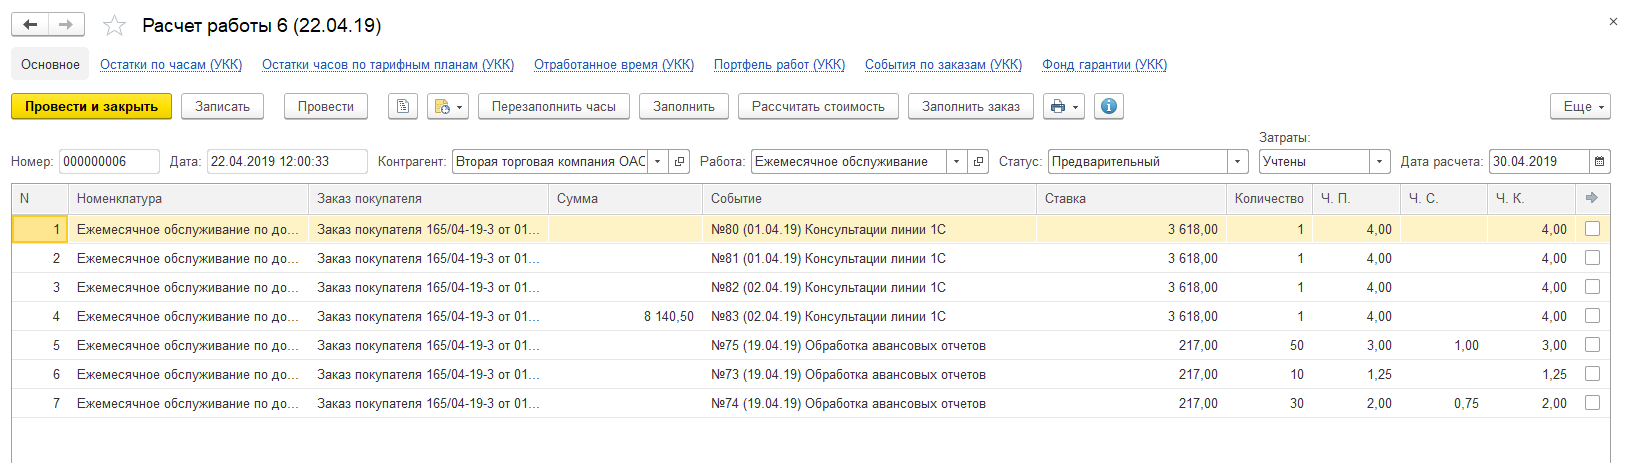 Расчет работы 6 (22.04.19)
Основное Остатки по часам (УКК) Остатки часов по тарифным планам (УКК) Отработанное время (УКК) Портфель работ (УКК) События по заказам (УКК) Фонд гарантии (УКК)
Провести и закрыть Записать Провести Перезаполнить часы Заполнить Рассчитать стоимость Заполнить заказ Еще
Затраты:
Номер: 000000006 Дата: 22.04.2019 12:00:33 Контрагент: Вторая торговая компания ОАО Работа: Ежемесячное обслуживание Статус: Предварительный Учтены Дата расчета: 30.04.2019
N Номенклатура Заказ покупателя Сумма Событие Ставка Количество Ч. П. Ч. С. Ч. К.
1 Ежемесячное обслуживание по до... Заказ покупателя 165/04-19-3 от 01... №80 (01.04.19) Консультации линии 1С 3 618,00 1 4,00 4,00
2 Ежемесячное обслуживание по до... Заказ покупателя 165/04-19-3 от 01... №81 (01.04.19) Консультации линии 1С 3 618,00 1 4,00 4,00
3 Ежемесячное обслуживание по до... Заказ покупателя 165/04-19-3 от 01... №82 (02.04.19) Консультации линии 1С 3 618,00 1 4,00 4,00
4 Ежемесячное обслуживание по до... Заказ покупателя 165/04-19-3 от 01... 8 140,50 №83 (02.04.19) Консультации линии 1С 3 618,00 1 4,00 4,00
5 Ежемесячное обслуживание по до... Заказ покупателя 165/04-19-3 от 01... №75 (19.04.19) Обработка авансовых отчетов 217,00 50 3,00 1,00 3,00
6 Ежемесячное обслуживание по до... Заказ покупателя 165/04-19-3 от 01... №73 (19.04.19) Обработка авансовых отчетов 217,00 10 1,25 1,25
7 Ежемесячное обслуживание по до... Заказ покупателя 165/04-19-3 от 01... №74 (19.04.19) Обработка авансовых отчетов 217,00 30 2,00 0,75 2,00